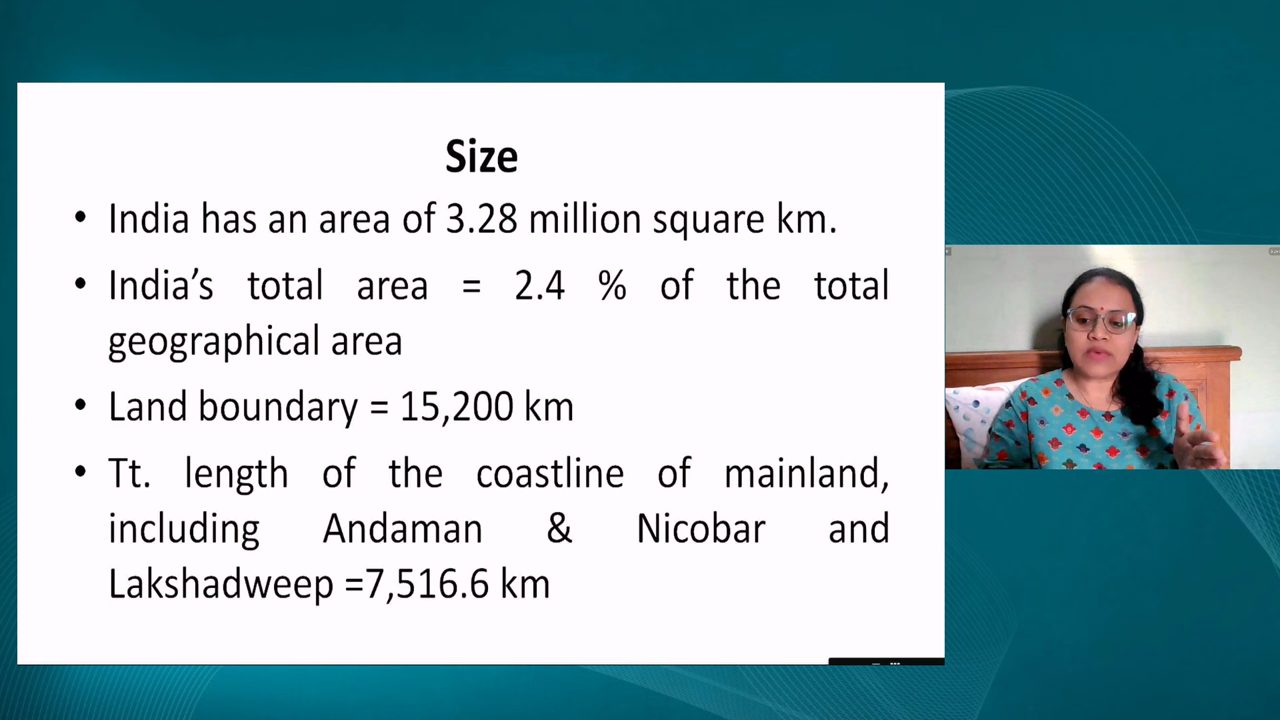 Size
• India has an area of 3.28 million square km.
• India’s total area = 2.4 % of the total
geographical area
• Land boundary = 15,200 km
• Tt. length of the coastline of mainland,
including Andaman & Nicobar and
Lakshadweep =7,516.6 km